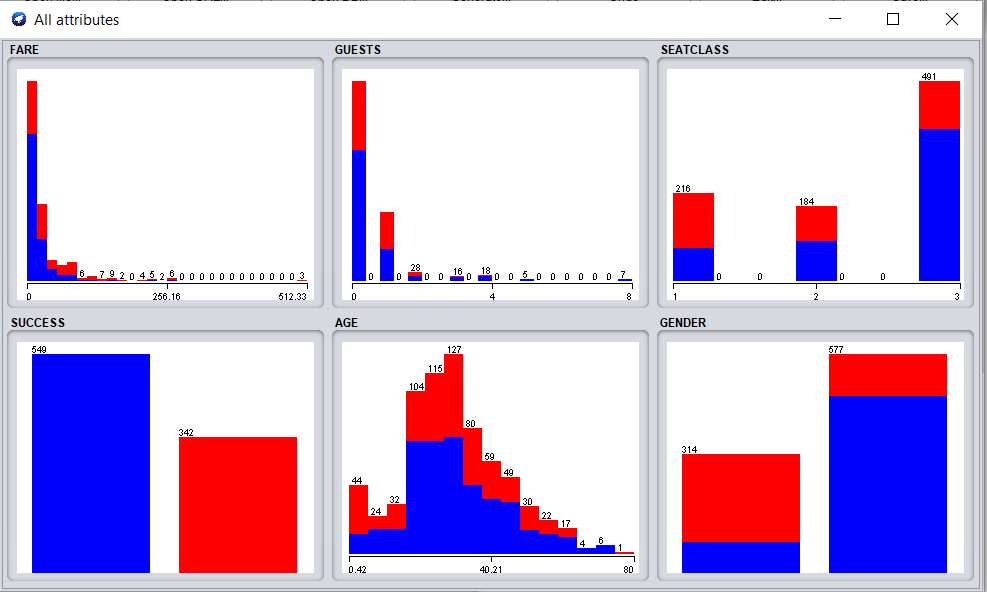 All attributes
FARE
6 7 9 2 0 4 5 2 6 0 0 0 0 0 0 0 0 0 0 0 0 3
0 256.16 512.33
GUESTS
0 0 28 0 0 16 0 18 0 0 5 0 0 0 0 0 0 7
0 4 8
SEATCLASS
216 0 0 184 0 0 491
1 2 3
SUCCESS
549 342
AGE
44 24 32 104 115 127 80 59 49 30 22 17 4 6 1
0.42 40.21 80
GENDER
314 577